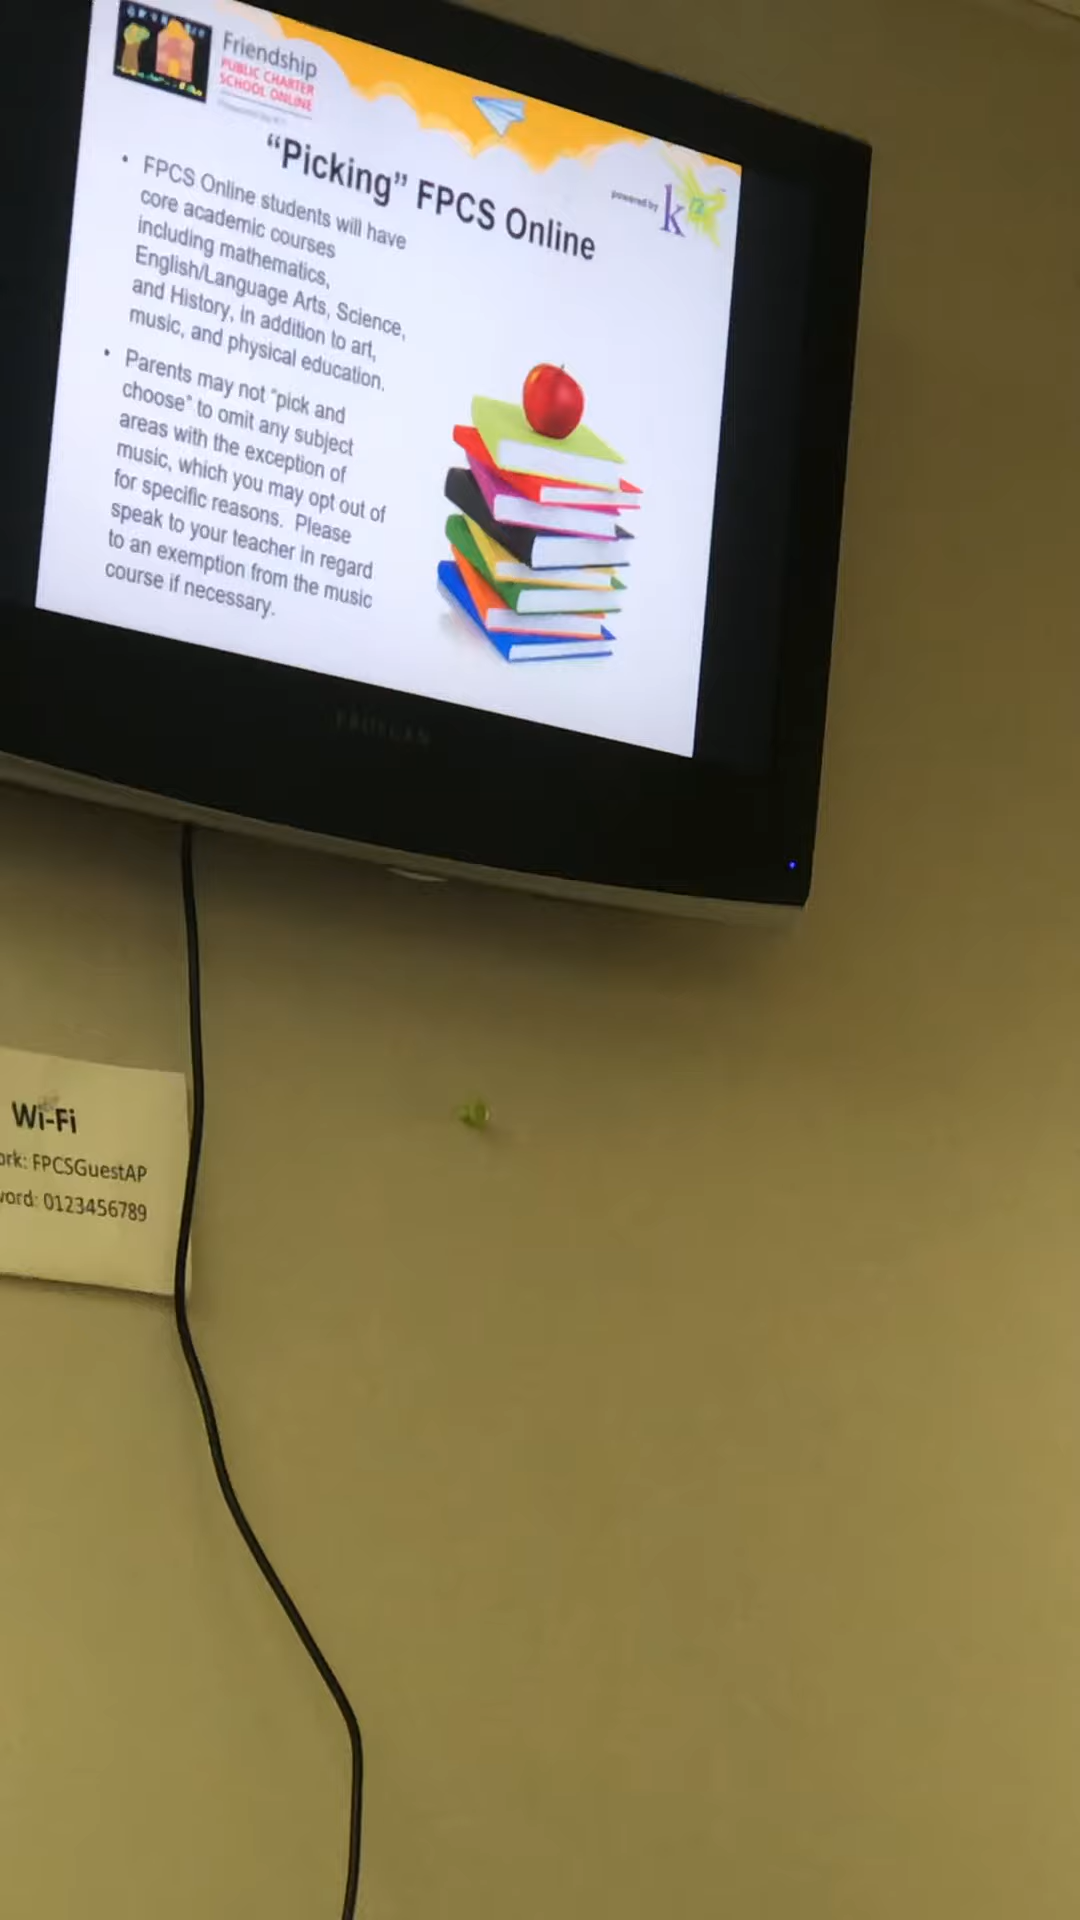 Friendship
PUBLIC CHARTER
SCHOOL ONLINE
“Picking” FPCS Online
powered by k12
• FPCS Online students will have
core academic courses
including mathematics,
English/Language Arts, Science,
and History, in addition to art,
music, and physical education.
• Parents may not “pick and
choose” to omit any subject
areas with the exception of
music, which you may opt out of
for specific reasons. Please
speak to your teacher in regard
to an exemption from the music
course if necessary.
Wi-Fi
ork: FPCSGuestAP
word: 0123456789